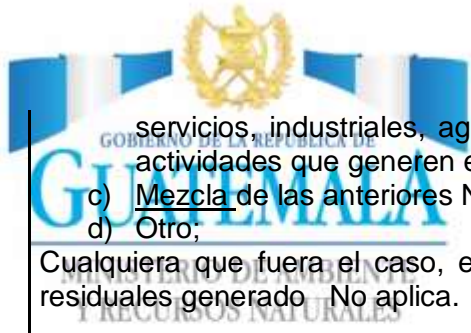 servicios, industriales, ag
GOBIERNO DE LA REPÚBLICA DE
actividades que generen e
GUATEMALA
c) Mezcla de las anteriores N
d) Otro;
Cualquiera que fuera el caso, e
MINISTERIO DE AMBIENTE
residuales generado No aplica.
Y RECURSOS NATURALES